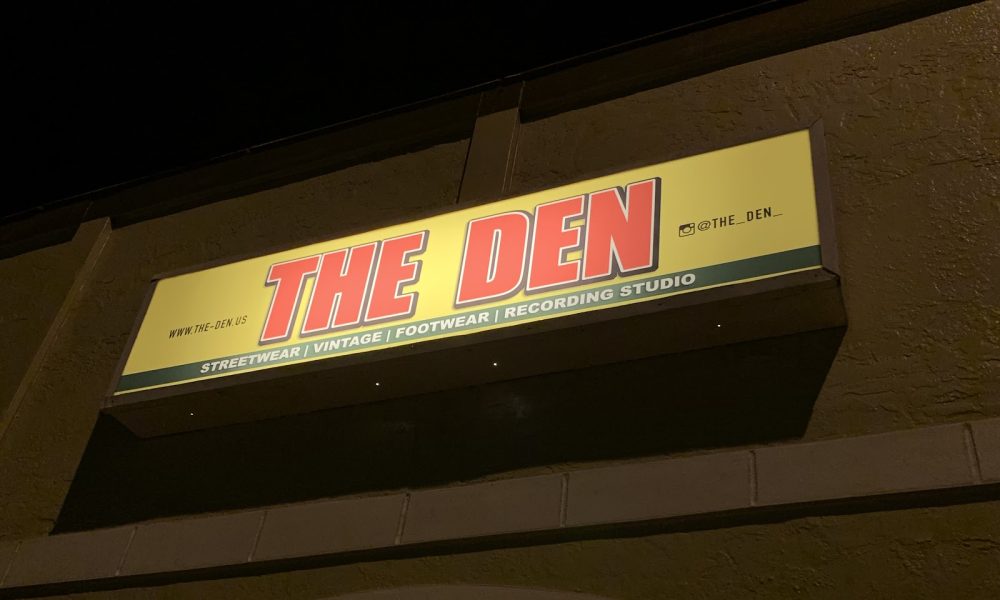 THE DEN
@THE_DEN_
WWW.THE-DEN.US
STREETWEAR | VINTAGE | FOOTWEAR | RECORDING STUDIO